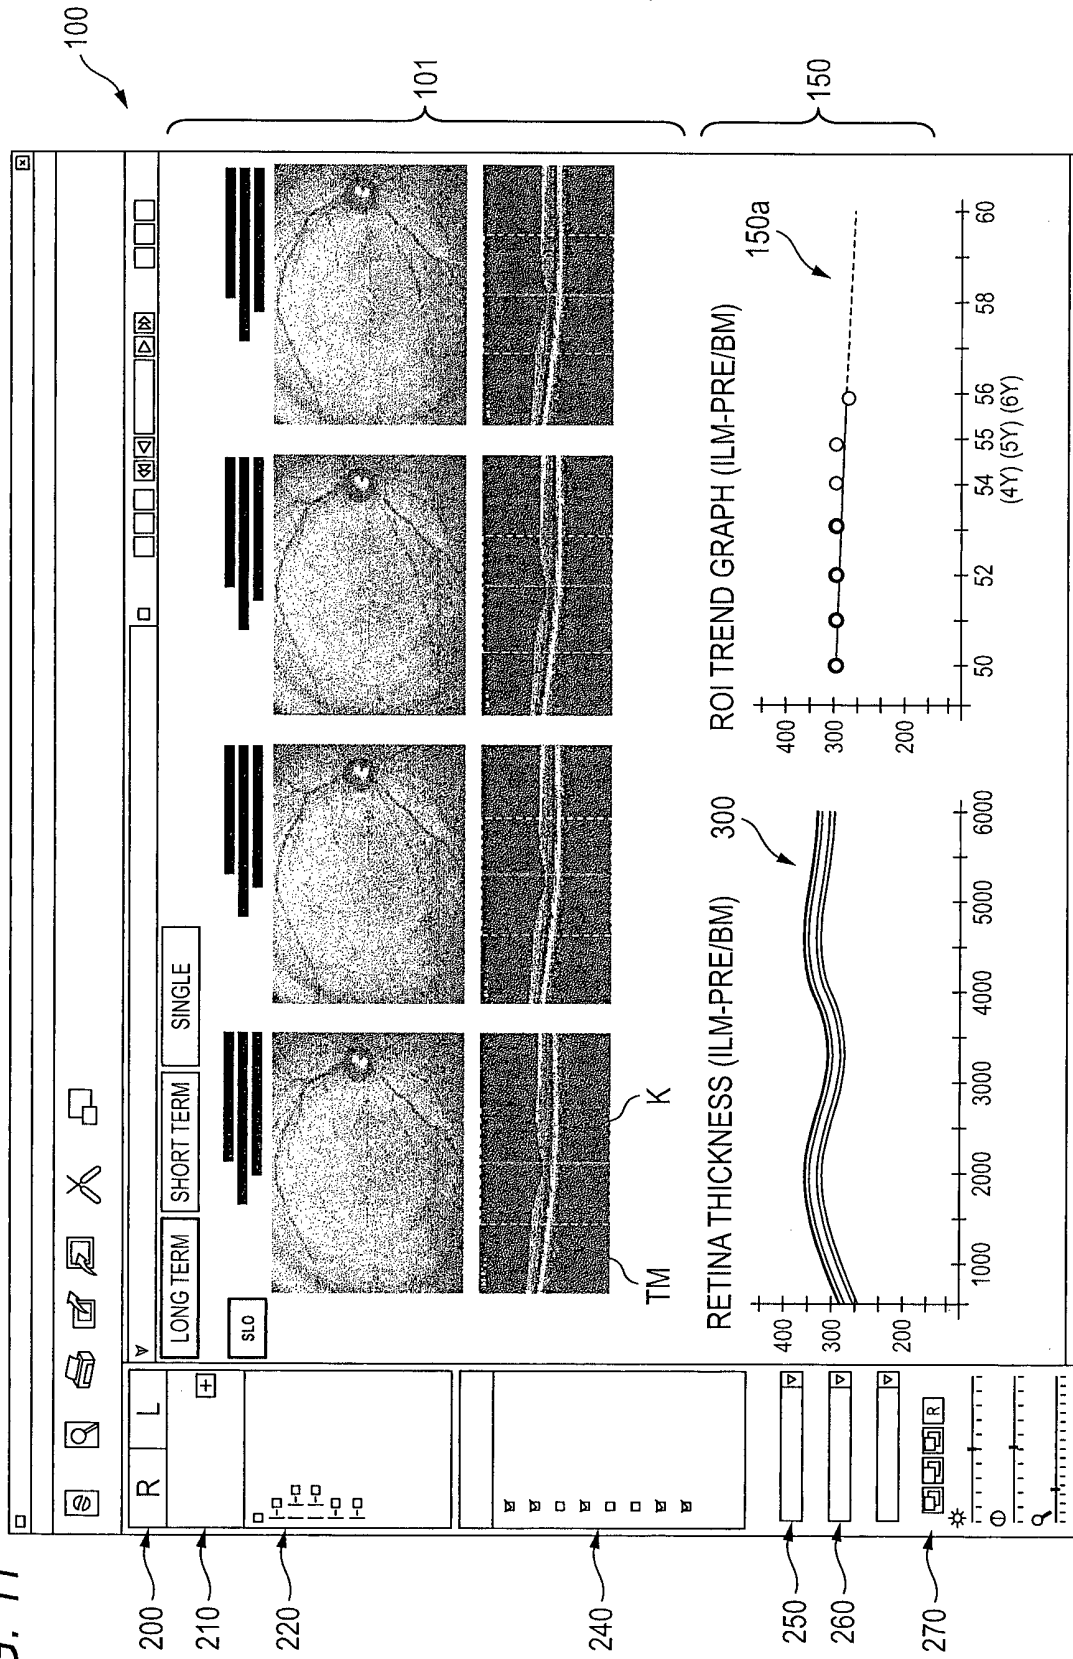 100
LONG TERM SHORT TERM SINGLE
SLO
R L
200
210
220
240
250
260
270
R
TM
K
101
150
RETINA THICKNESS (ILM-PRE/BM)
300
400
300
200
1000 2000 3000 4000 5000 6000
ROI TREND GRAPH (ILM-PRE/BM)
150a
400
300
200
50 52 54 55 56 58 60
(4Y) (5Y) (6Y)